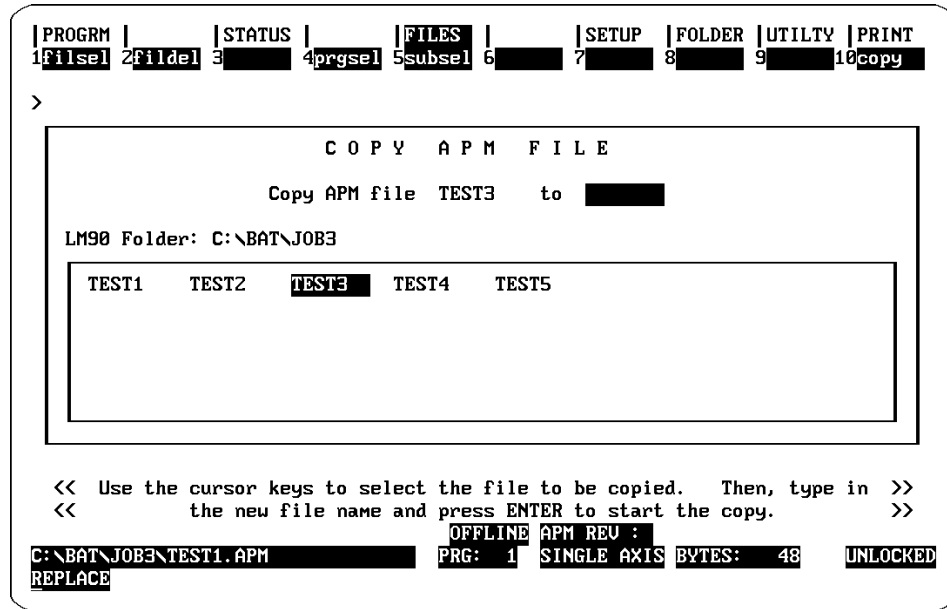 |PROGRM | |STATUS | |FILES | |SETUP |FOLDER |UTILTY |PRINT
1filsel 2fildel 3 4prgsel 5subsel 6 7 8 9 10copy
>
C O P Y A P M F I L E
Copy APM file TEST3 to
LM90 Folder: C:\BAT\JOB3
TEST1 TEST2 TEST3 TEST4 TEST5
<< Use the cursor keys to select the file to be copied. Then, type in >>
<< the new file name and press ENTER to start the copy. >>
OFFLINE APM REV :
C:\BAT\JOB3\TEST1.APM PRG: 1 SINGLE AXIS BYTES: 48 UNLOCKED
REPLACE